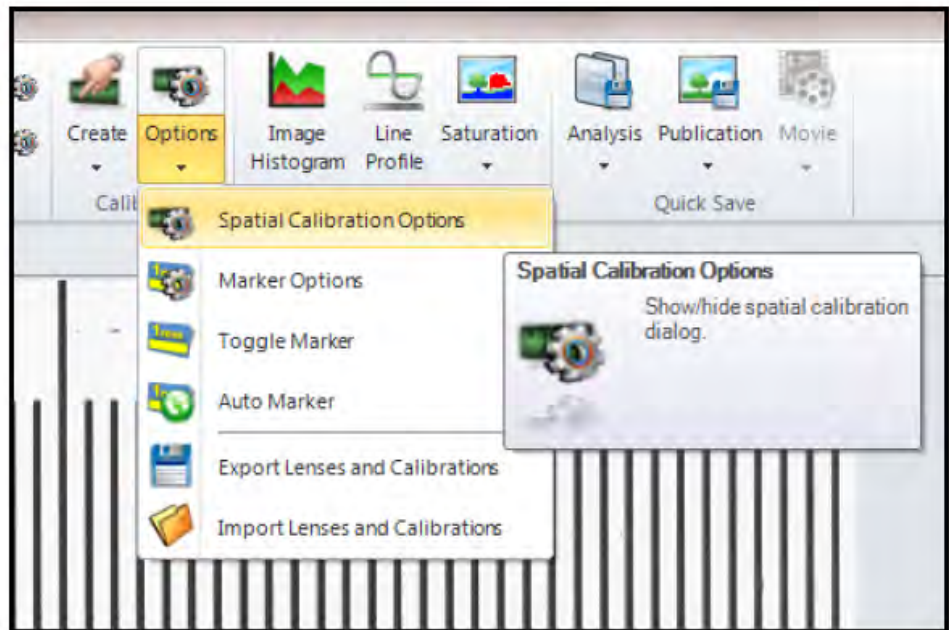 Create Options Image Line Saturation Analysis Publication Movie
Histogram Profile
Quick Save
Spatial Calibration Options
Marker Options
Toggle Marker
Auto Marker
Export Lenses and Calibrations
Import Lenses and Calibrations
Spatial Calibration Options
Show/hide spatial calibration
dialog.